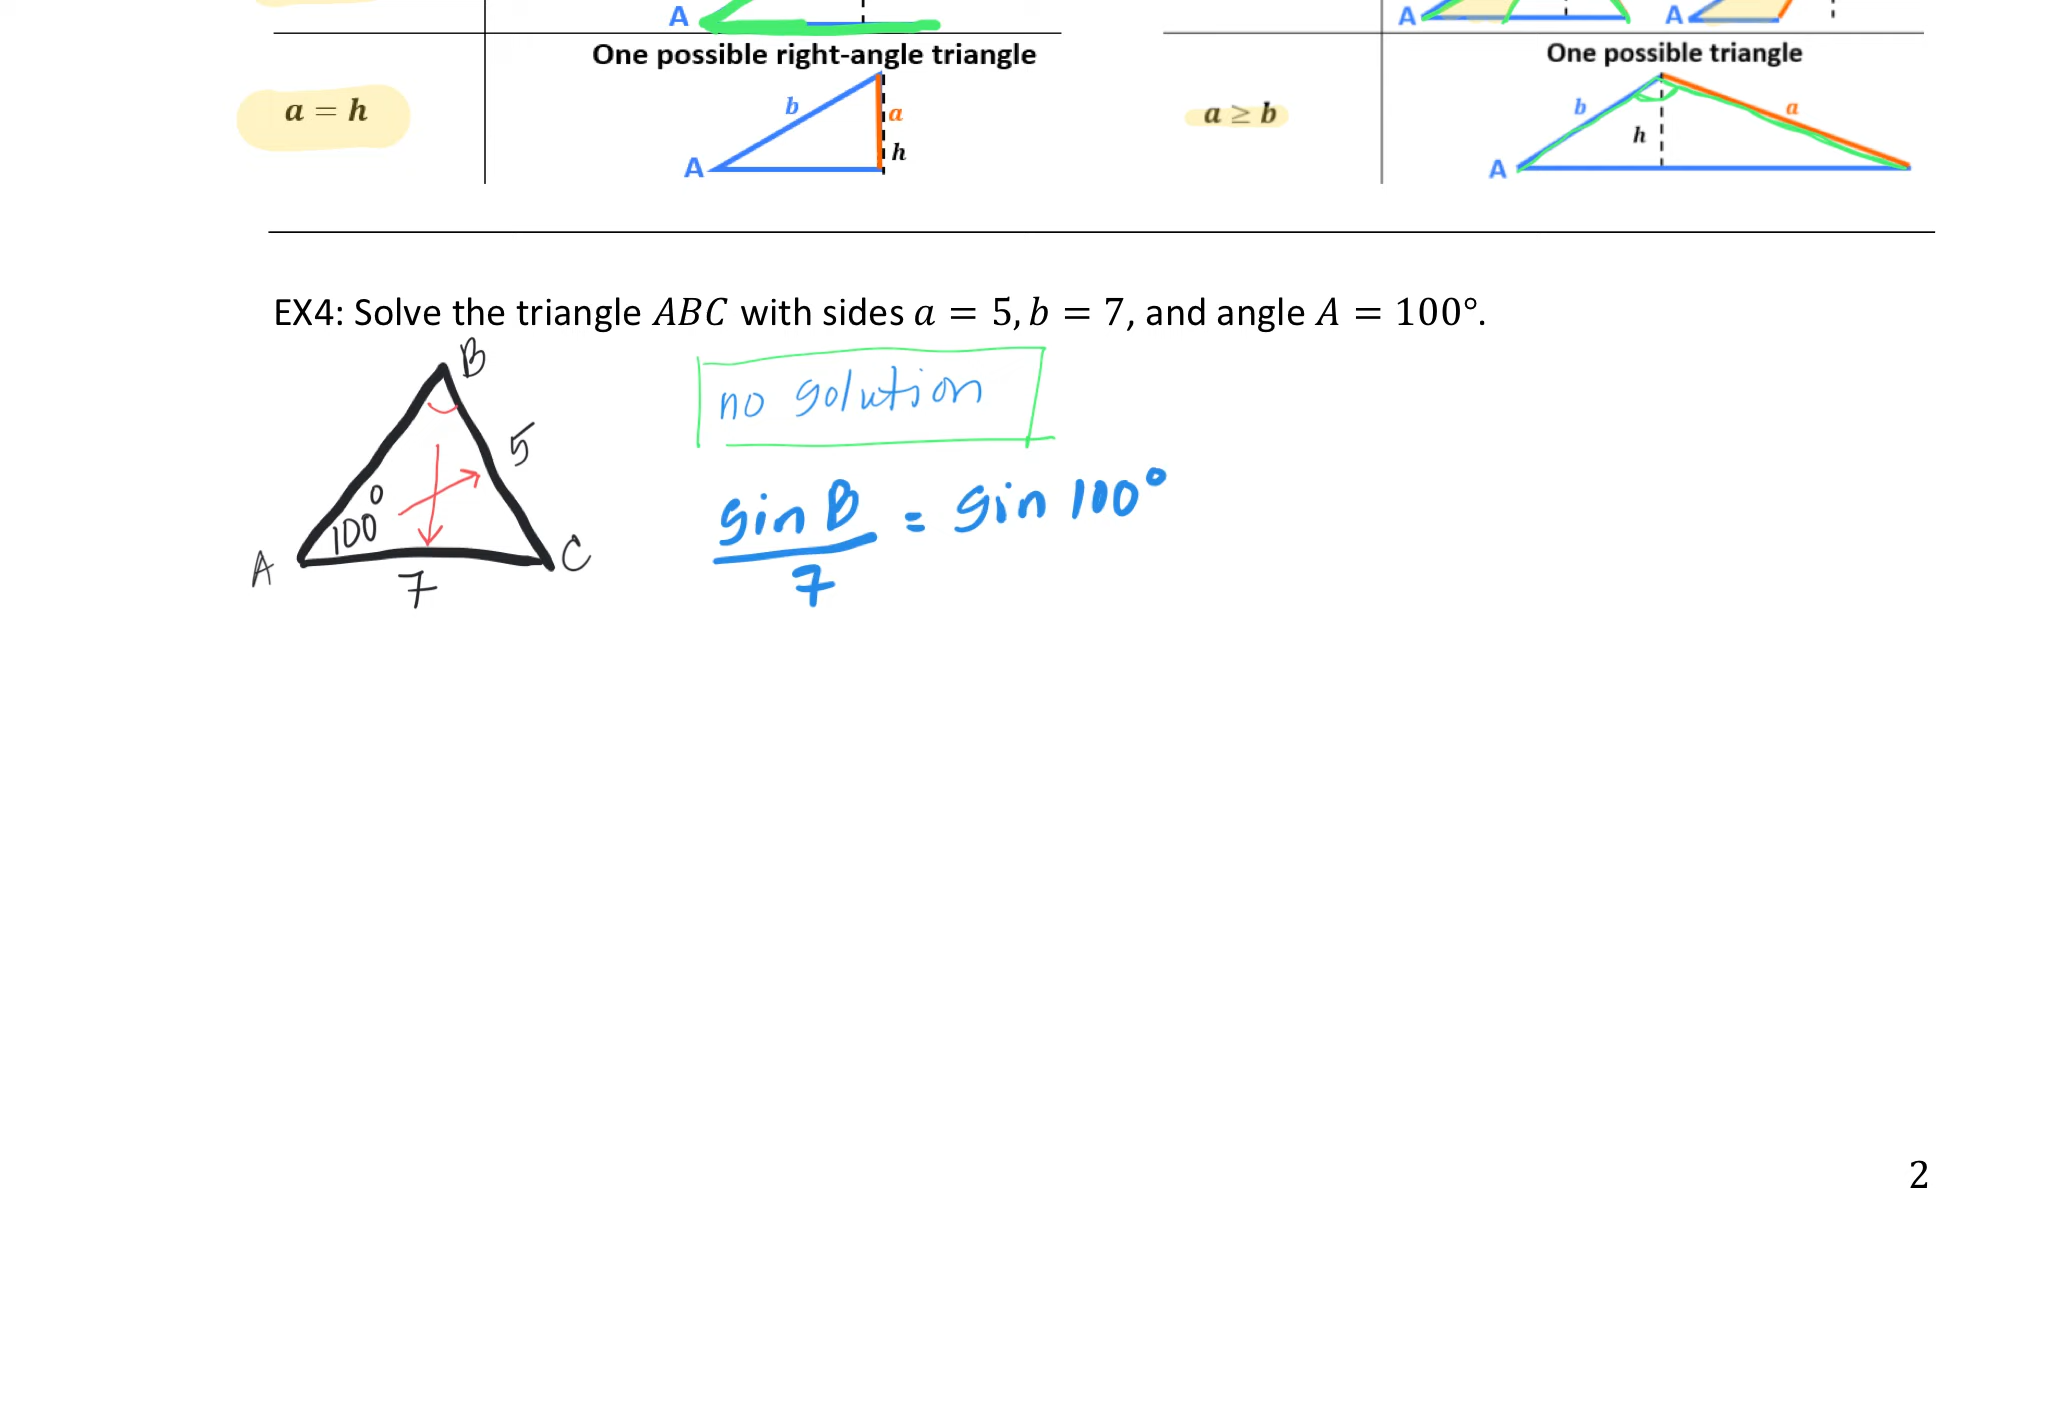 A
A
A
One possible right-angle triangle
One possible triangle
a = h
b
a
h
A
a ≥ b
b
a
h
A
EX4: Solve the triangle ABC with sides a = 5, b = 7, and angle A = 100°.
B
5
100°
A
C
7
no solution
sin B = sin 100°
7
2